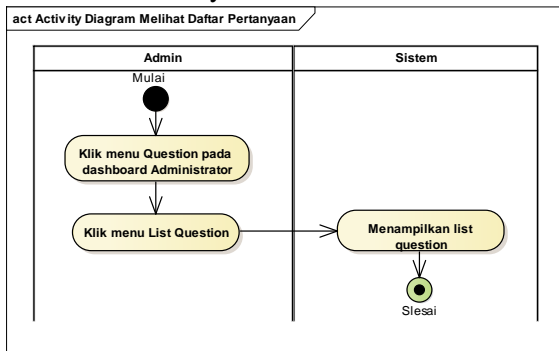 act Activity Diagram Melihat Daftar Pertanyaan
Admin
Sistem
Mulai
Klik menu Question pada
dashboard Administrator
Klik menu List Question
Menampilkan list
question
Slesai